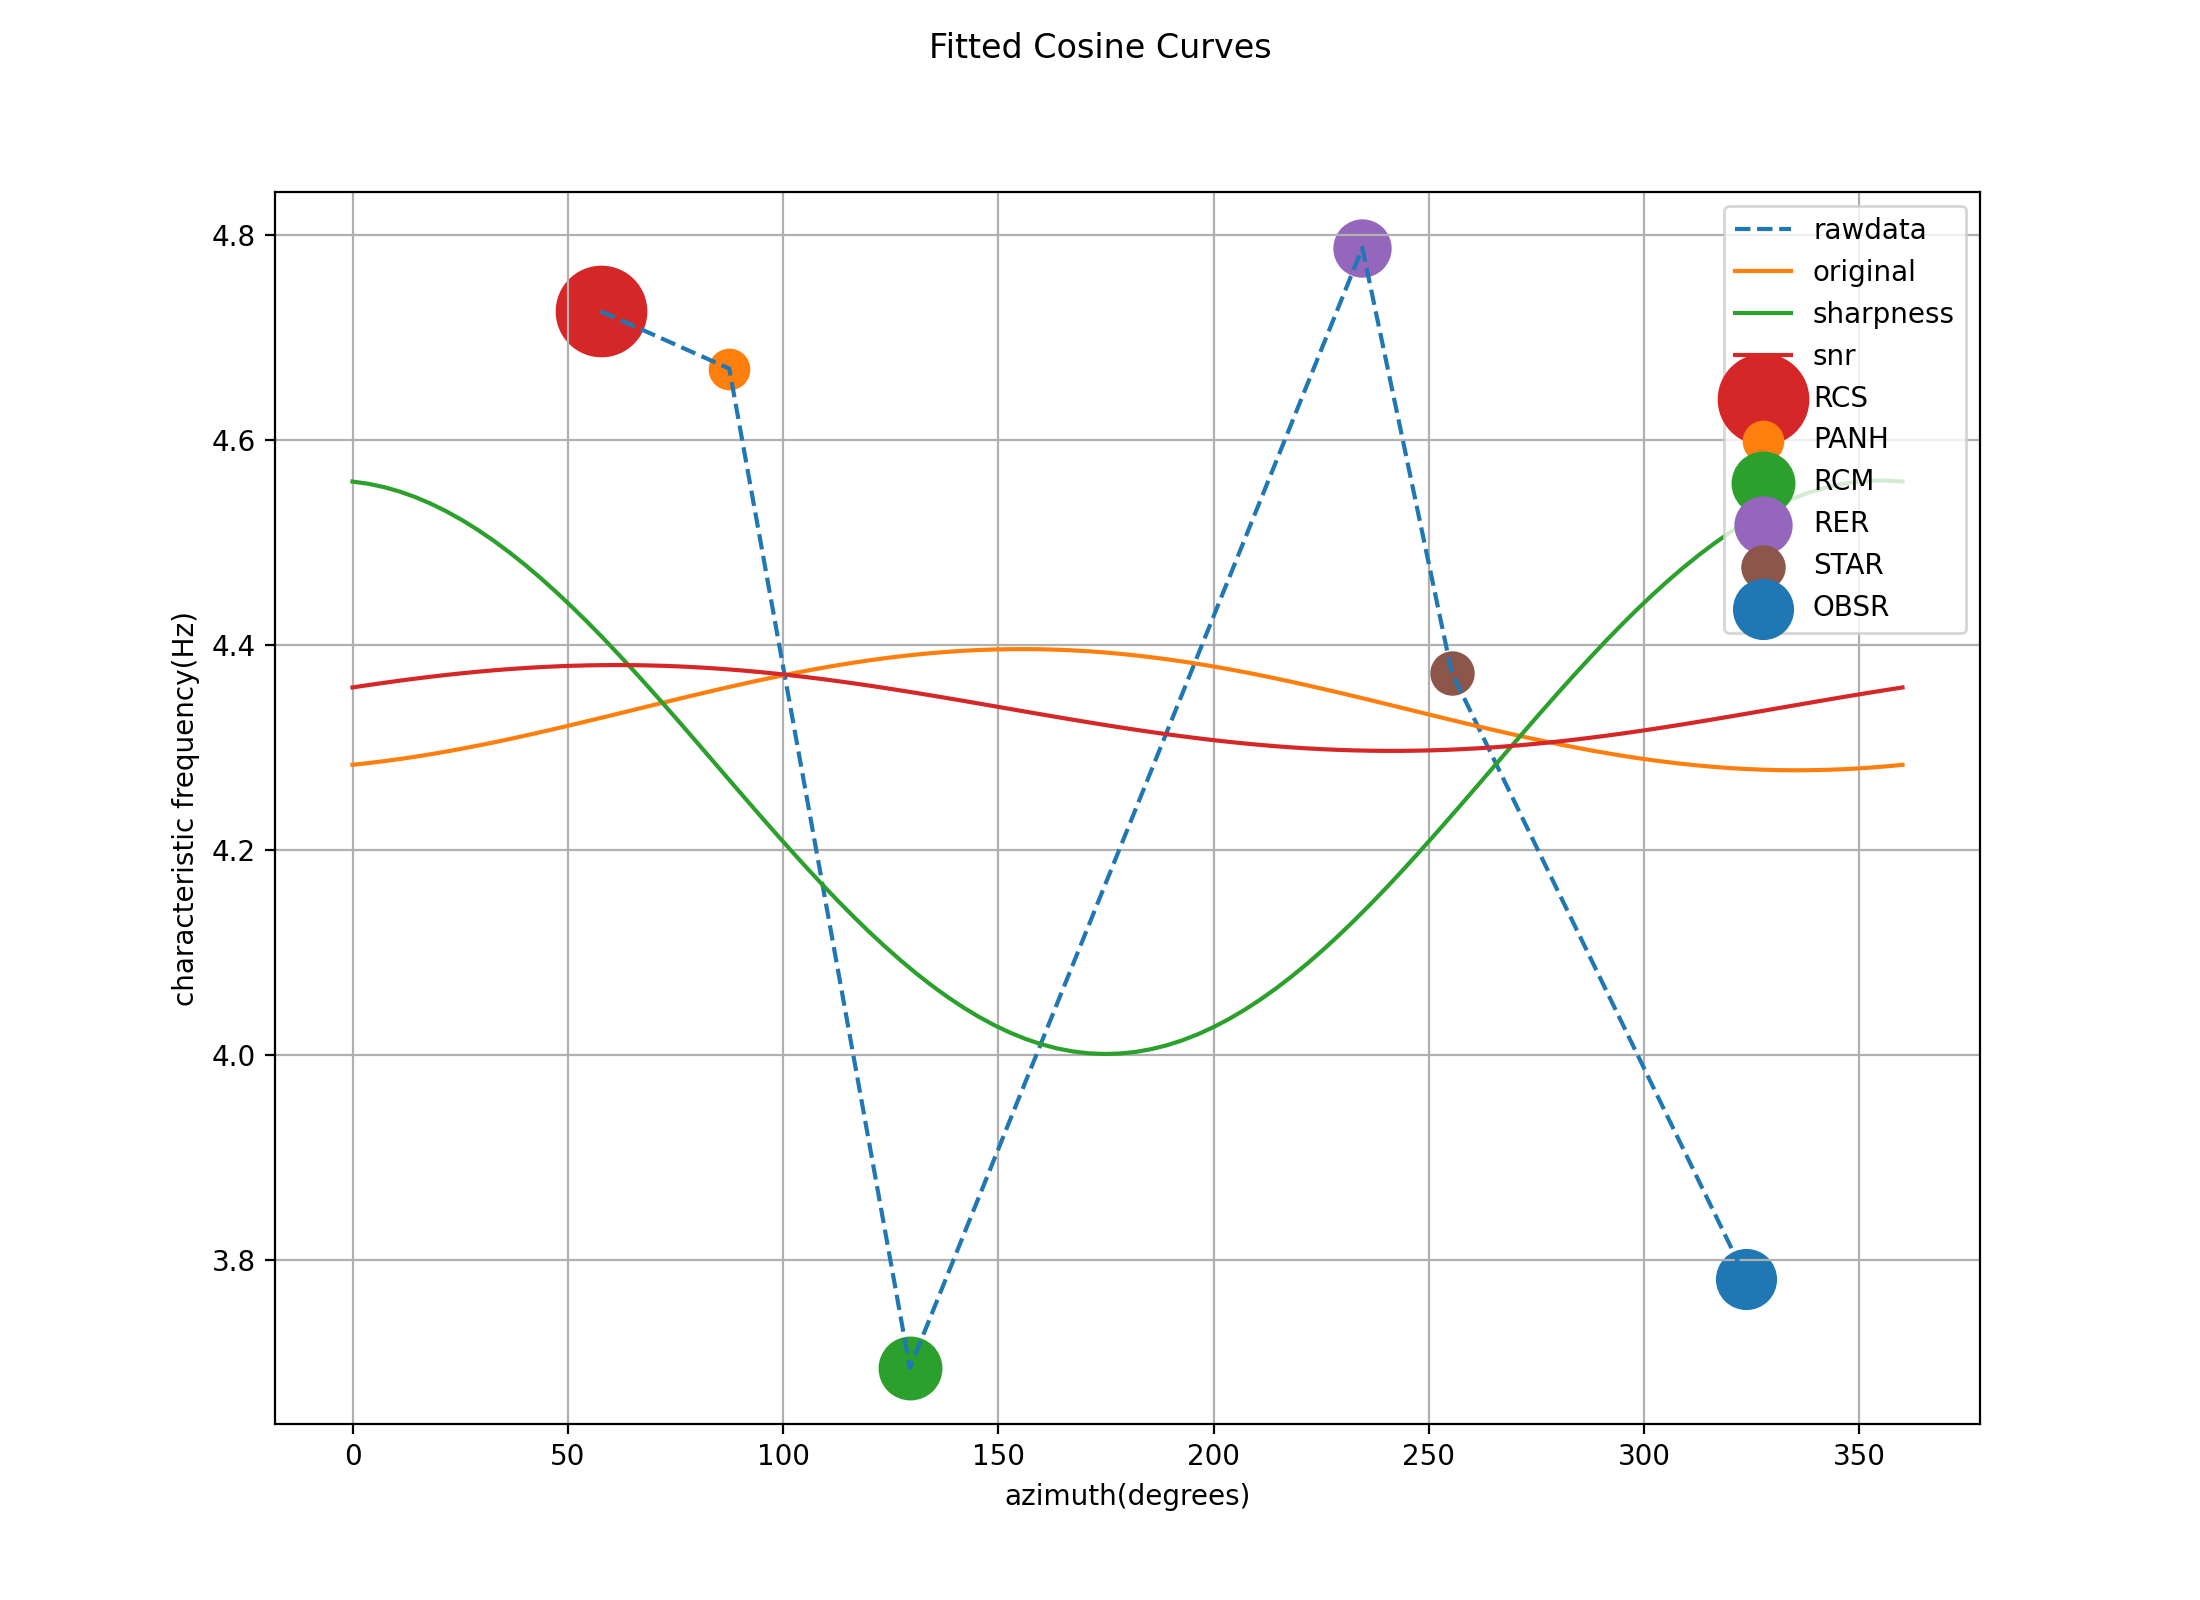 Fitted Cosine Curves
rawdata
original
sharpness
snr
RCS
PANH
RCM
RER
STAR
OBSR
characteristic frequency(Hz)
4.8
4.6
4.4
4.2
4.0
3.8
0 50 100 150 200 250 300 350
azimuth(degrees)